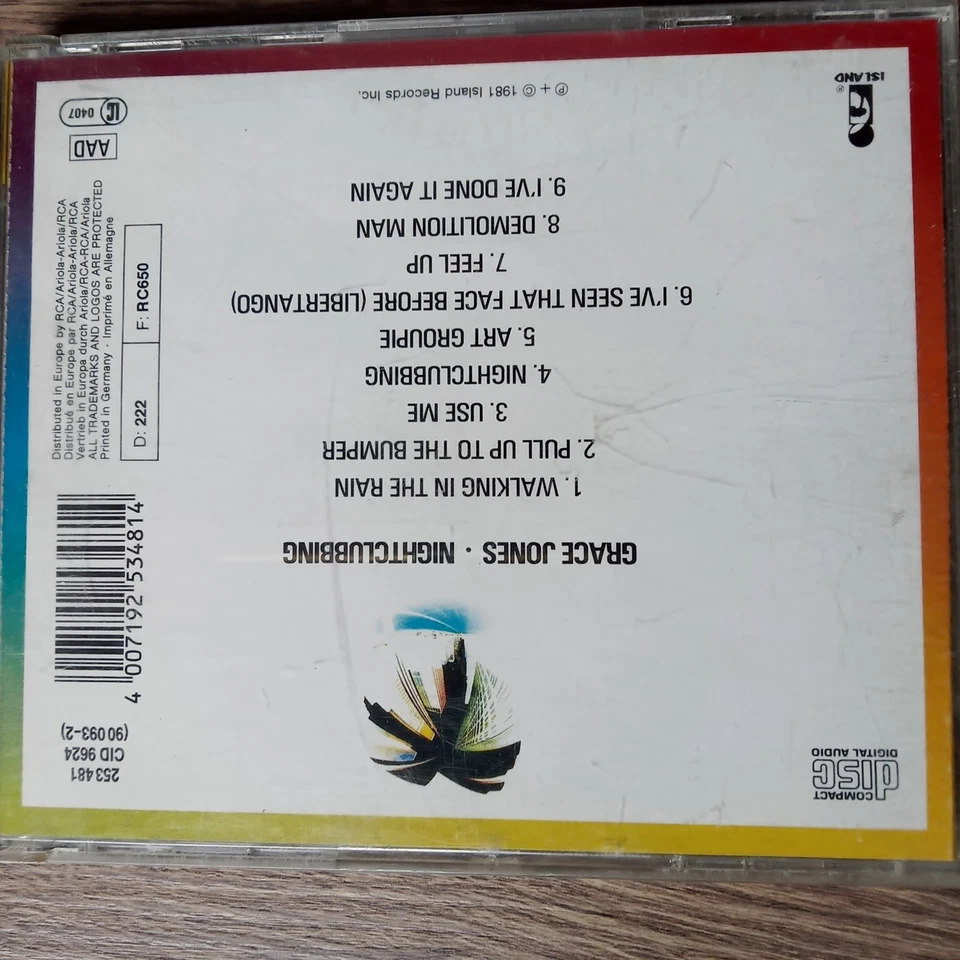 253 481
CID 9624
(90 093-2)
4 007192 534814
COMPACT
disc
DIGITAL AUDIO
GRACE JONES · NIGHTCLUBBING
1. WALKING IN THE RAIN
2. PULL UP TO THE BUMPER
3. USE ME
4. NIGHTCLUBBING
5. ART GROUPIE
6. I'VE SEEN THAT FACE BEFORE (LIBERTANGO)
7. FEEL UP
8. DEMOLITION MAN
9. I'VE DONE IT AGAIN
D: 222
F: RC650
Distributed in Europe by RCA/Ariola-Ariola/RCA
Distribué en Europe par RCA/Ariola-Ariola/RCA
Vertrieb in Europa durch Ariola/RCA-RCA/Ariola
ALL TRADEMARKS AND LOGOS ARE PROTECTED
Printed in Germany · Imprimé en Allemagne
AAD
LC 0407
℗ + © 1981 Island Records Inc.
ISLAND ®